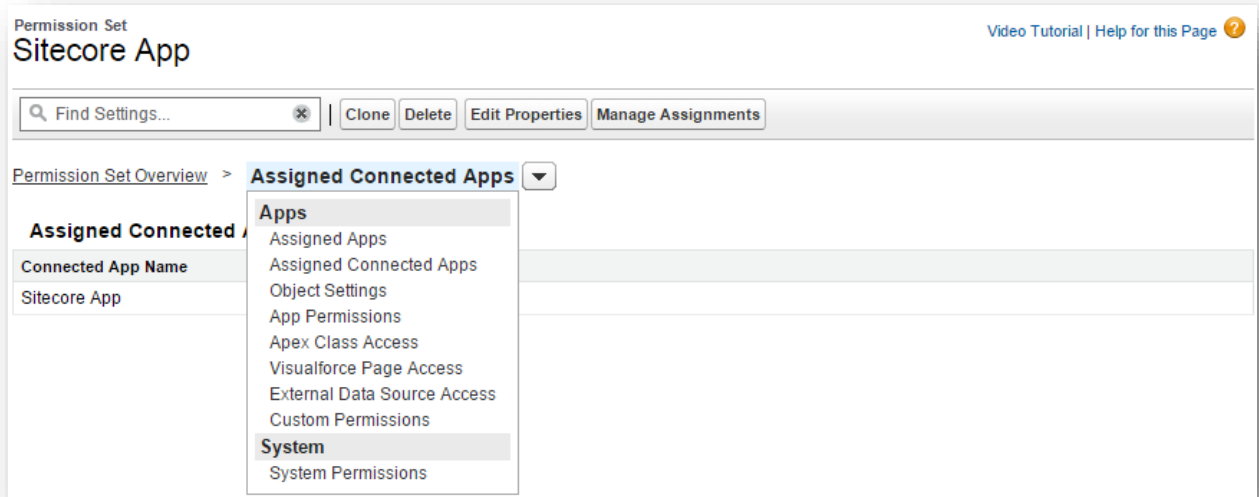 Permission Set
Sitecore App
Video Tutorial | Help for this Page ?
Find Settings...
Clone Delete Edit Properties Manage Assignments
Permission Set Overview > Assigned Connected Apps
Assigned Connected A
Connected App Name
Sitecore App
Apps
Assigned Apps
Assigned Connected Apps
Object Settings
App Permissions
Apex Class Access
Visualforce Page Access
External Data Source Access
Custom Permissions
System
System Permissions